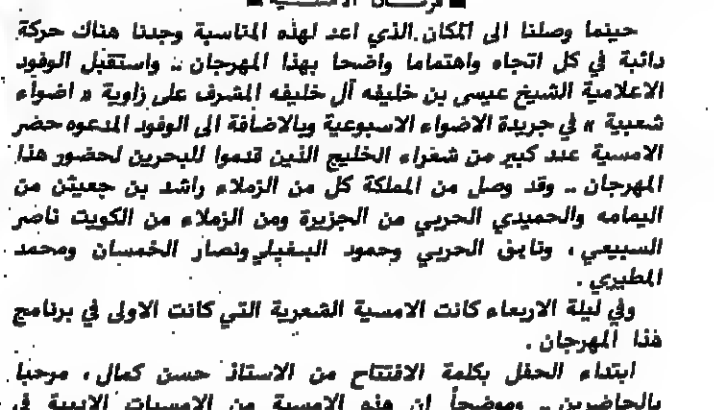 فرسان الامسية
حينما وصلنا الى المكان الذي اعد لهذه المناسبة وجدنا هناك حركة
دائبة في كل اتجاه واهتماما واضحا بهذا المهرجان .. واستقبل الوفود
الاعلامية الشيخ عيسى بن خليفه آل خليفه المشرف على زاوية « اضواء
شعبية » في جريدة الاضواء الاسبوعية وبالاضافة الى الوفود المدعوه حضر
الامسية عدد كبير من شعراء الخليج الذين قدموا للبحرين لحضور هذا
المهرجان .. وقد وصل من المملكة كل من الزملاء راشد بن جعيثن من
اليمامه والحميدي الحربي من الجزيرة ومن الزملاء من الكويت ناصر
السبيعي ، ونايف الحربي وحمود البغيلي ونصار الخمسان ومحمد
المطيري .
وفي ليلة الاربعاء كانت الامسية الشعرية التي كانت الاولى في برنامج
هذا المهرجان .
ابتداء الحفل بكلمة الافتتاح من الاستاذ حسن كمال ، مرحبا
بالحاضرين .. وموضحاً ان هذه الامسية من الامسيات الادبية في